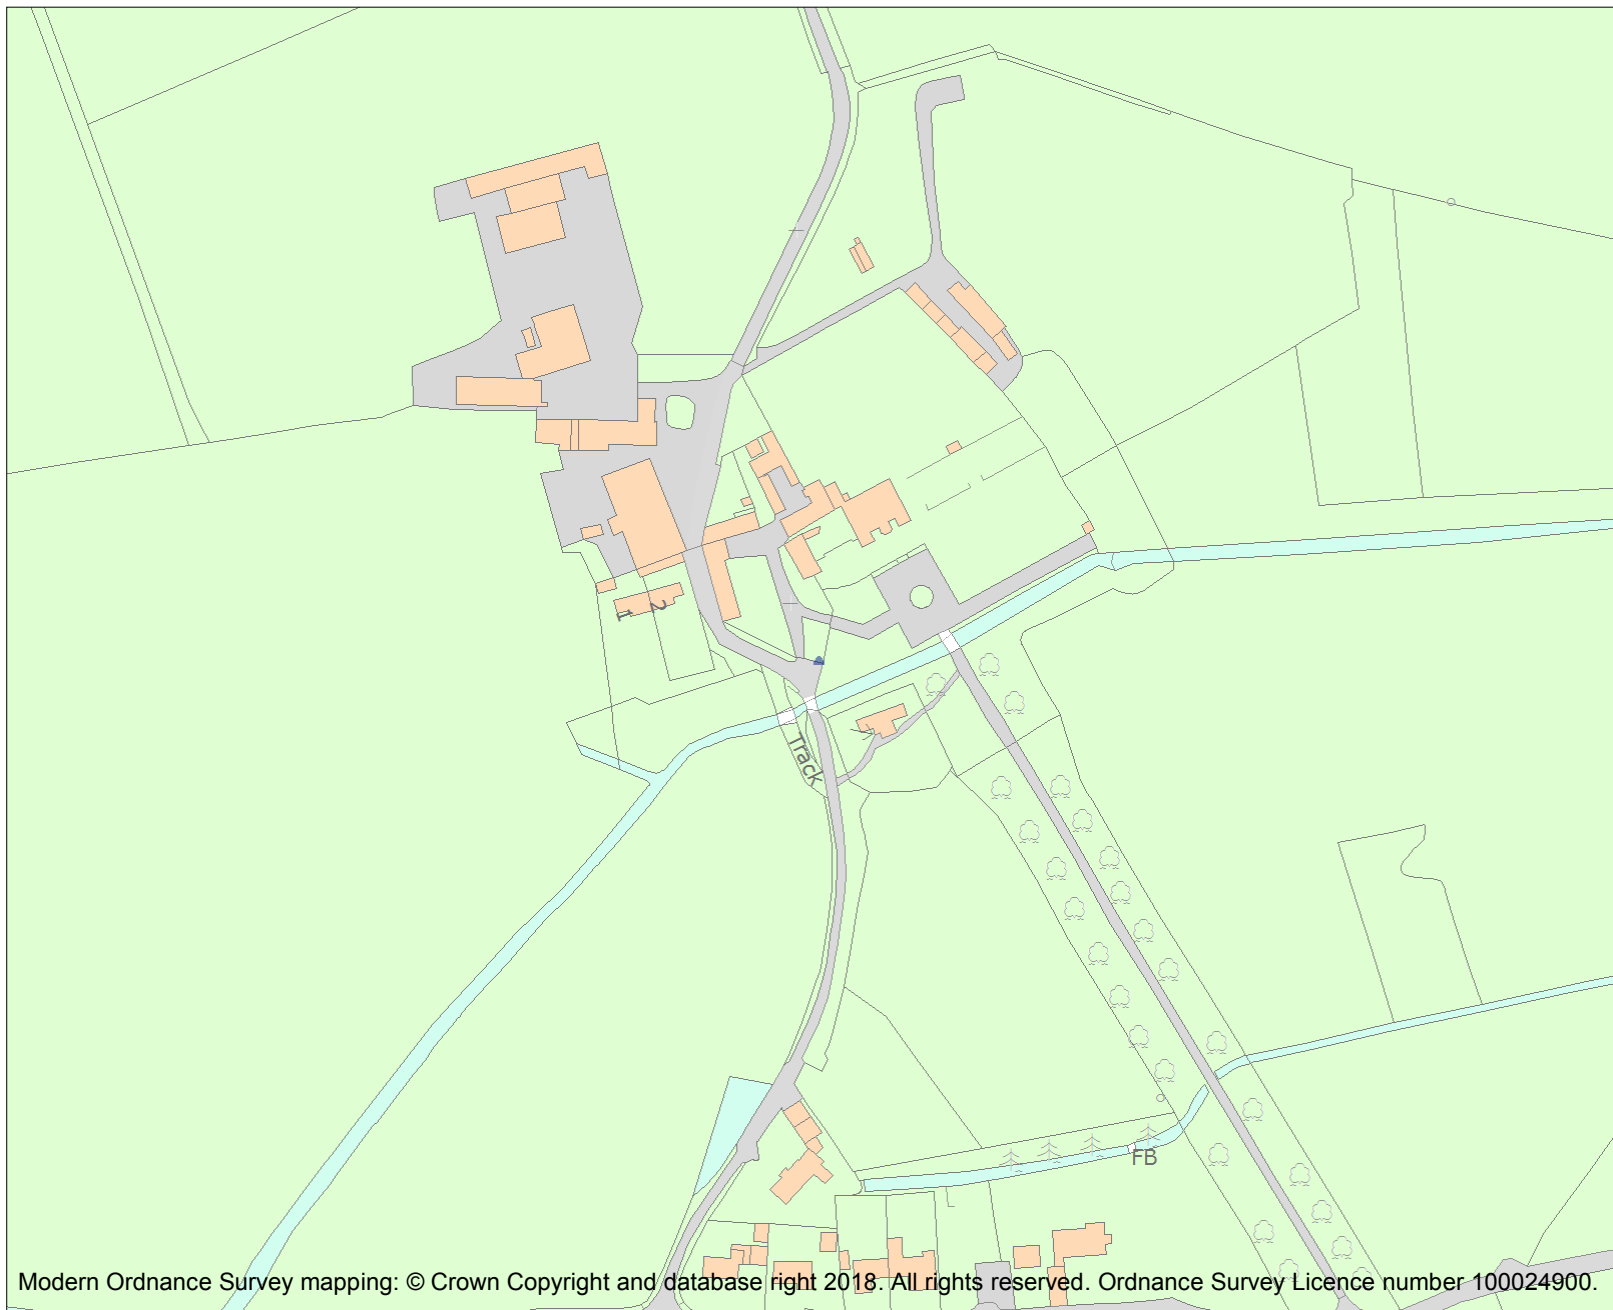 2
1
Track
FB
Modern Ordnance Survey mapping: © Crown Copyright and database right 2018. All rights reserved. Ordnance Survey Licence number 100024900.